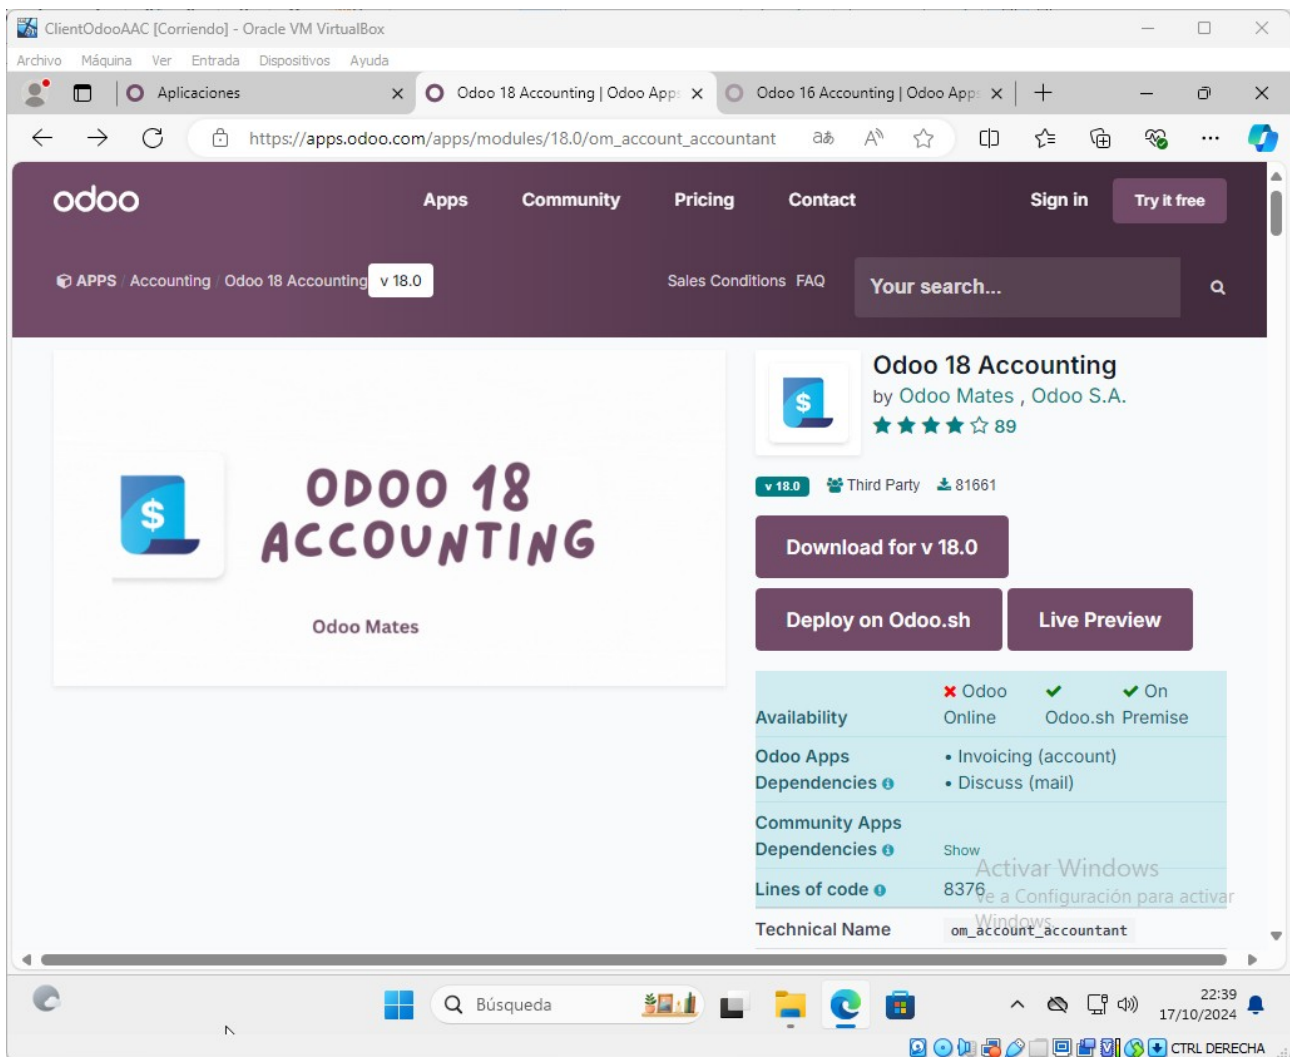 ClientOdooAAC [Corriendo] - Oracle VM VirtualBox
Archivo Máquina Ver Entrada Dispositivos Ayuda
Aplicaciones
Odoo 18 Accounting | Odoo Apps
Odoo 16 Accounting | Odoo Apps
https://apps.odoo.com/apps/modules/18.0/om_account_accountant
odoo
Apps Community Pricing Contact Sign in Try it free
APPS / Accounting / Odoo 18 Accounting v 18.0 Sales Conditions FAQ Your search...
Odoo 18 Accounting
by Odoo Mates , Odoo S.A.
89
v 18.0 Third Party 81661
ODOO 18
ACCOUNTING
Odoo Mates
Download for v 18.0
Deploy on Odoo.sh Live Preview
Availability
Odoo Online
Odoo.sh
On Premise
Odoo Apps Dependencies
• Invoicing (account)
• Discuss (mail)
Community Apps
Dependencies Show
Lines of code 8376
Technical Name om_account_accountant
Activar Windows
Ve a Configuración para activar
Windows.
Búsqueda
22:39
17/10/2024
CTRL DERECHA